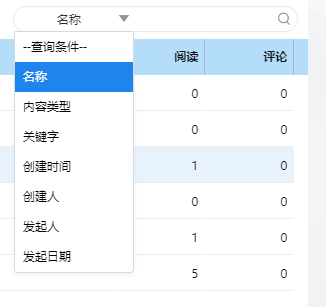 名称
--查询条件--
阅读 评论
名称
0 0
内容类型
关键字
0 0
创建时间
1 0
创建人
0 0
发起人
1 0
发起日期
5 0